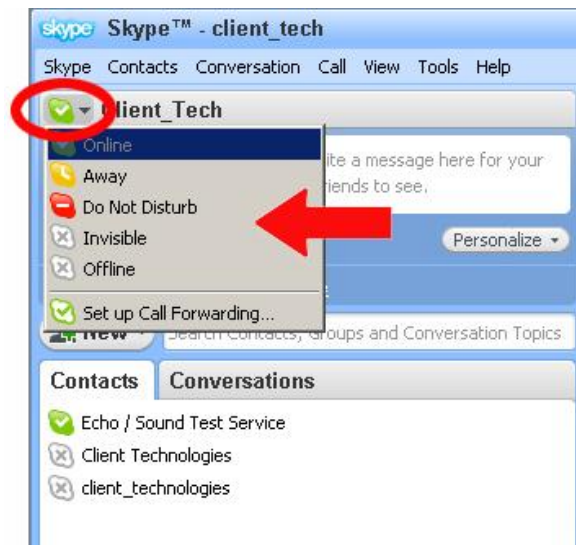 skype Skype™ - client_tech
Skype Contacts Conversation Call View Tools Help
Client_Tech
Online
Away
Do Not Disturb
Invisible
Offline
Set up Call Forwarding...
ite a message here for your
riends to see.
Personalize
New Search Contacts, Groups and Conversation Topics
Contacts Conversations
Echo / Sound Test Service
Client Technologies
client_technologies